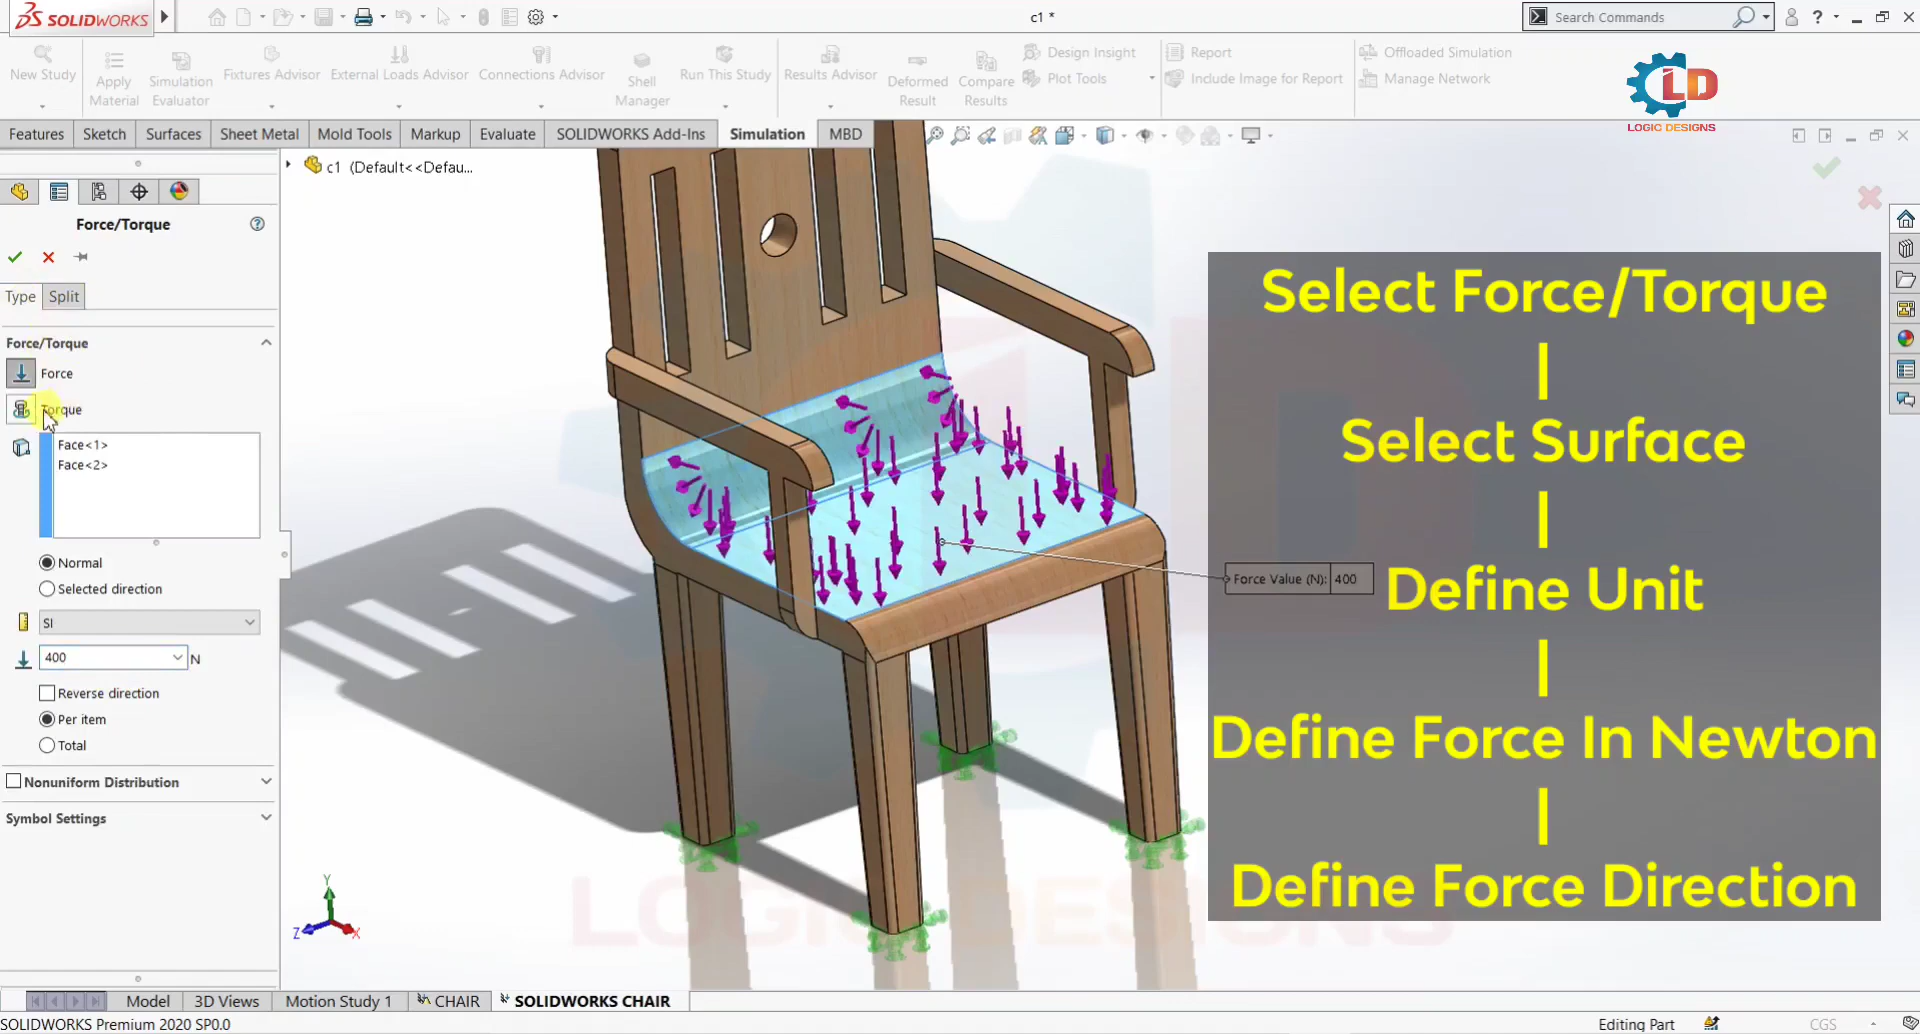 SOLIDWORKS
c1 *
Search Commands
New Study
Apply Material
Simulation Evaluator
Fixtures Advisor
External Loads Advisor
Connections Advisor
Shell Manager
Run This Study
Results Advisor
Deformed Result
Compare Results
Design Insight
Plot Tools
Report
Include Image for Report
Offloaded Simulation
Manage Network
LD
LOGIC DESIGNS
Features
Sketch
Surfaces
Sheet Metal
Mold Tools
Markup
Evaluate
SOLIDWORKS Add-Ins
Simulation
MBD
c1 (Default<<Defau...
Force/Torque
Type
Split
Force/Torque
Force
Torque
Face<1>
Face<2>
Normal
Selected direction
SI
400
N
Reverse direction
Per item
Total
Nonuniform Distribution
Symbol Settings
Force Value (N): 400
Select Force/Torque
Select Surface
Define Unit
Define Force In Newton
Define Force Direction
Y
Z
X
LOGIC DESIGNS
Model
3D Views
Motion Study 1
CHAIR
SOLIDWORKS CHAIR
SOLIDWORKS Premium 2020 SP0.0
Editing Part
CGS